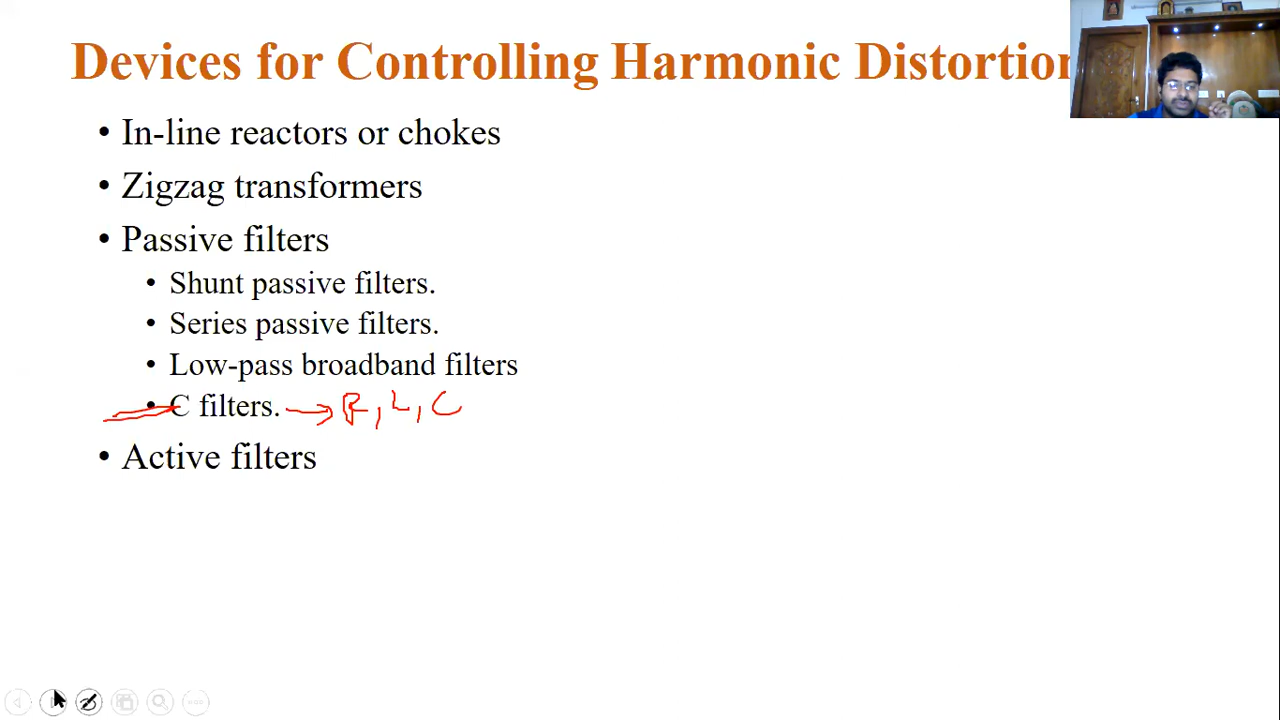 Devices for Controlling Harmonic Distortion
• In-line reactors or chokes
• Zigzag transformers
• Passive filters
• Shunt passive filters.
• Series passive filters.
• Low-pass broadband filters
• C filters. → R, L, C
• Active filters